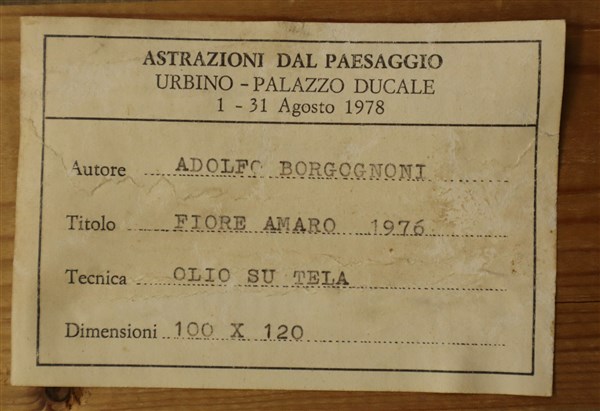 ASTRAZIONI DAL PAESAGGIO
URBINO - PALAZZO DUCALE
1 - 31 Agosto 1978
Autore ADOLFO BORGOGNONI
Titolo FIORE AMARO 1976
Tecnica OLIO SU TELA
Dimensioni 100 X 120